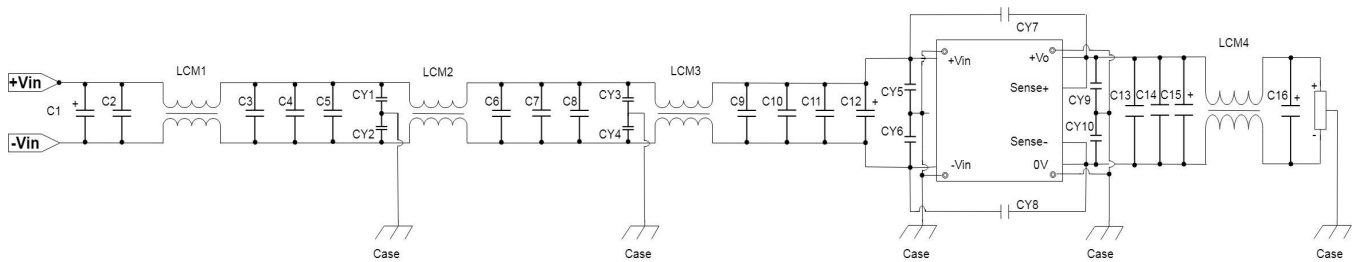 +Vin
-Vin
C1
+
C2
LCM1
C3
C4
C5
CY1
CY2
Case
LCM2
C6
C7
C8
CY3
CY4
Case
LCM3
C9
C10
C11
C12
+
CY5
CY6
Case
CY7
+Vin
-Vin
+Vo
Sense+
Sense-
0V
CY8
CY9
CY10
Case
C13
C14
C15
+
LCM4
C16
+
+
-
Case